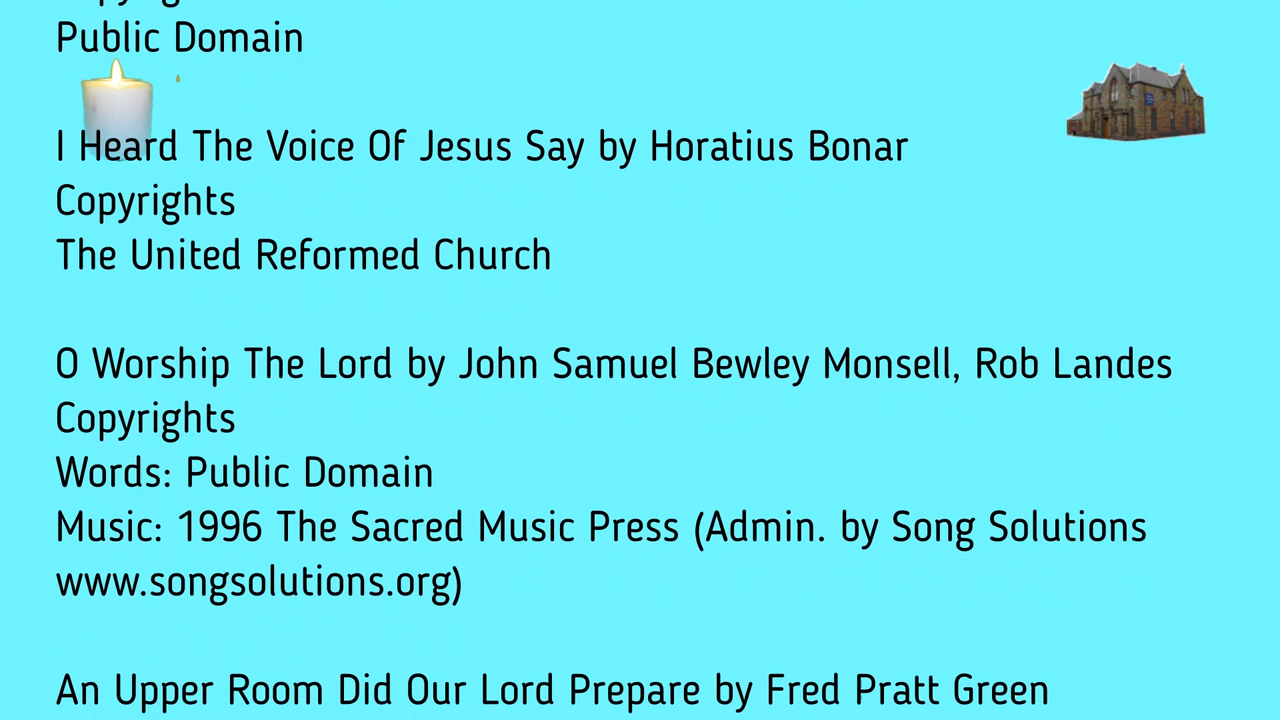 Public Domain
I Heard The Voice Of Jesus Say by Horatius Bonar
Copyrights
The United Reformed Church
O Worship The Lord by John Samuel Bewley Monsell, Rob Landes
Copyrights
Words: Public Domain
Music: 1996 The Sacred Music Press (Admin. by Song Solutions
www.songsolutions.org)
An Upper Room Did Our Lord Prepare by Fred Pratt Green